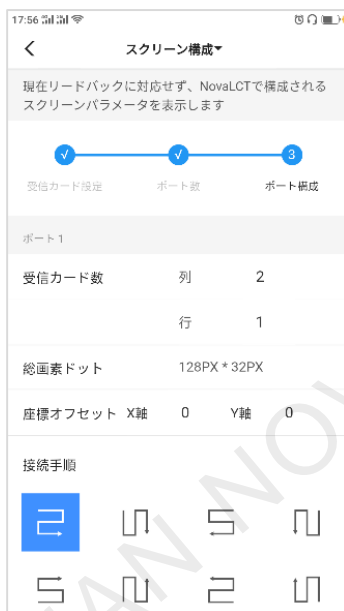 17:56
スクリーン構成▾
現在リードバックに対応せず、NovaLCTで構成される
スクリーンパラメータを表示します
3
受信カード設定 ポート数 ポート構成
ポート 1
受信カード数 列 2
行 1
総画素ドット 128PX * 32PX
座標オフセット X軸 0 Y軸 0
接続手順